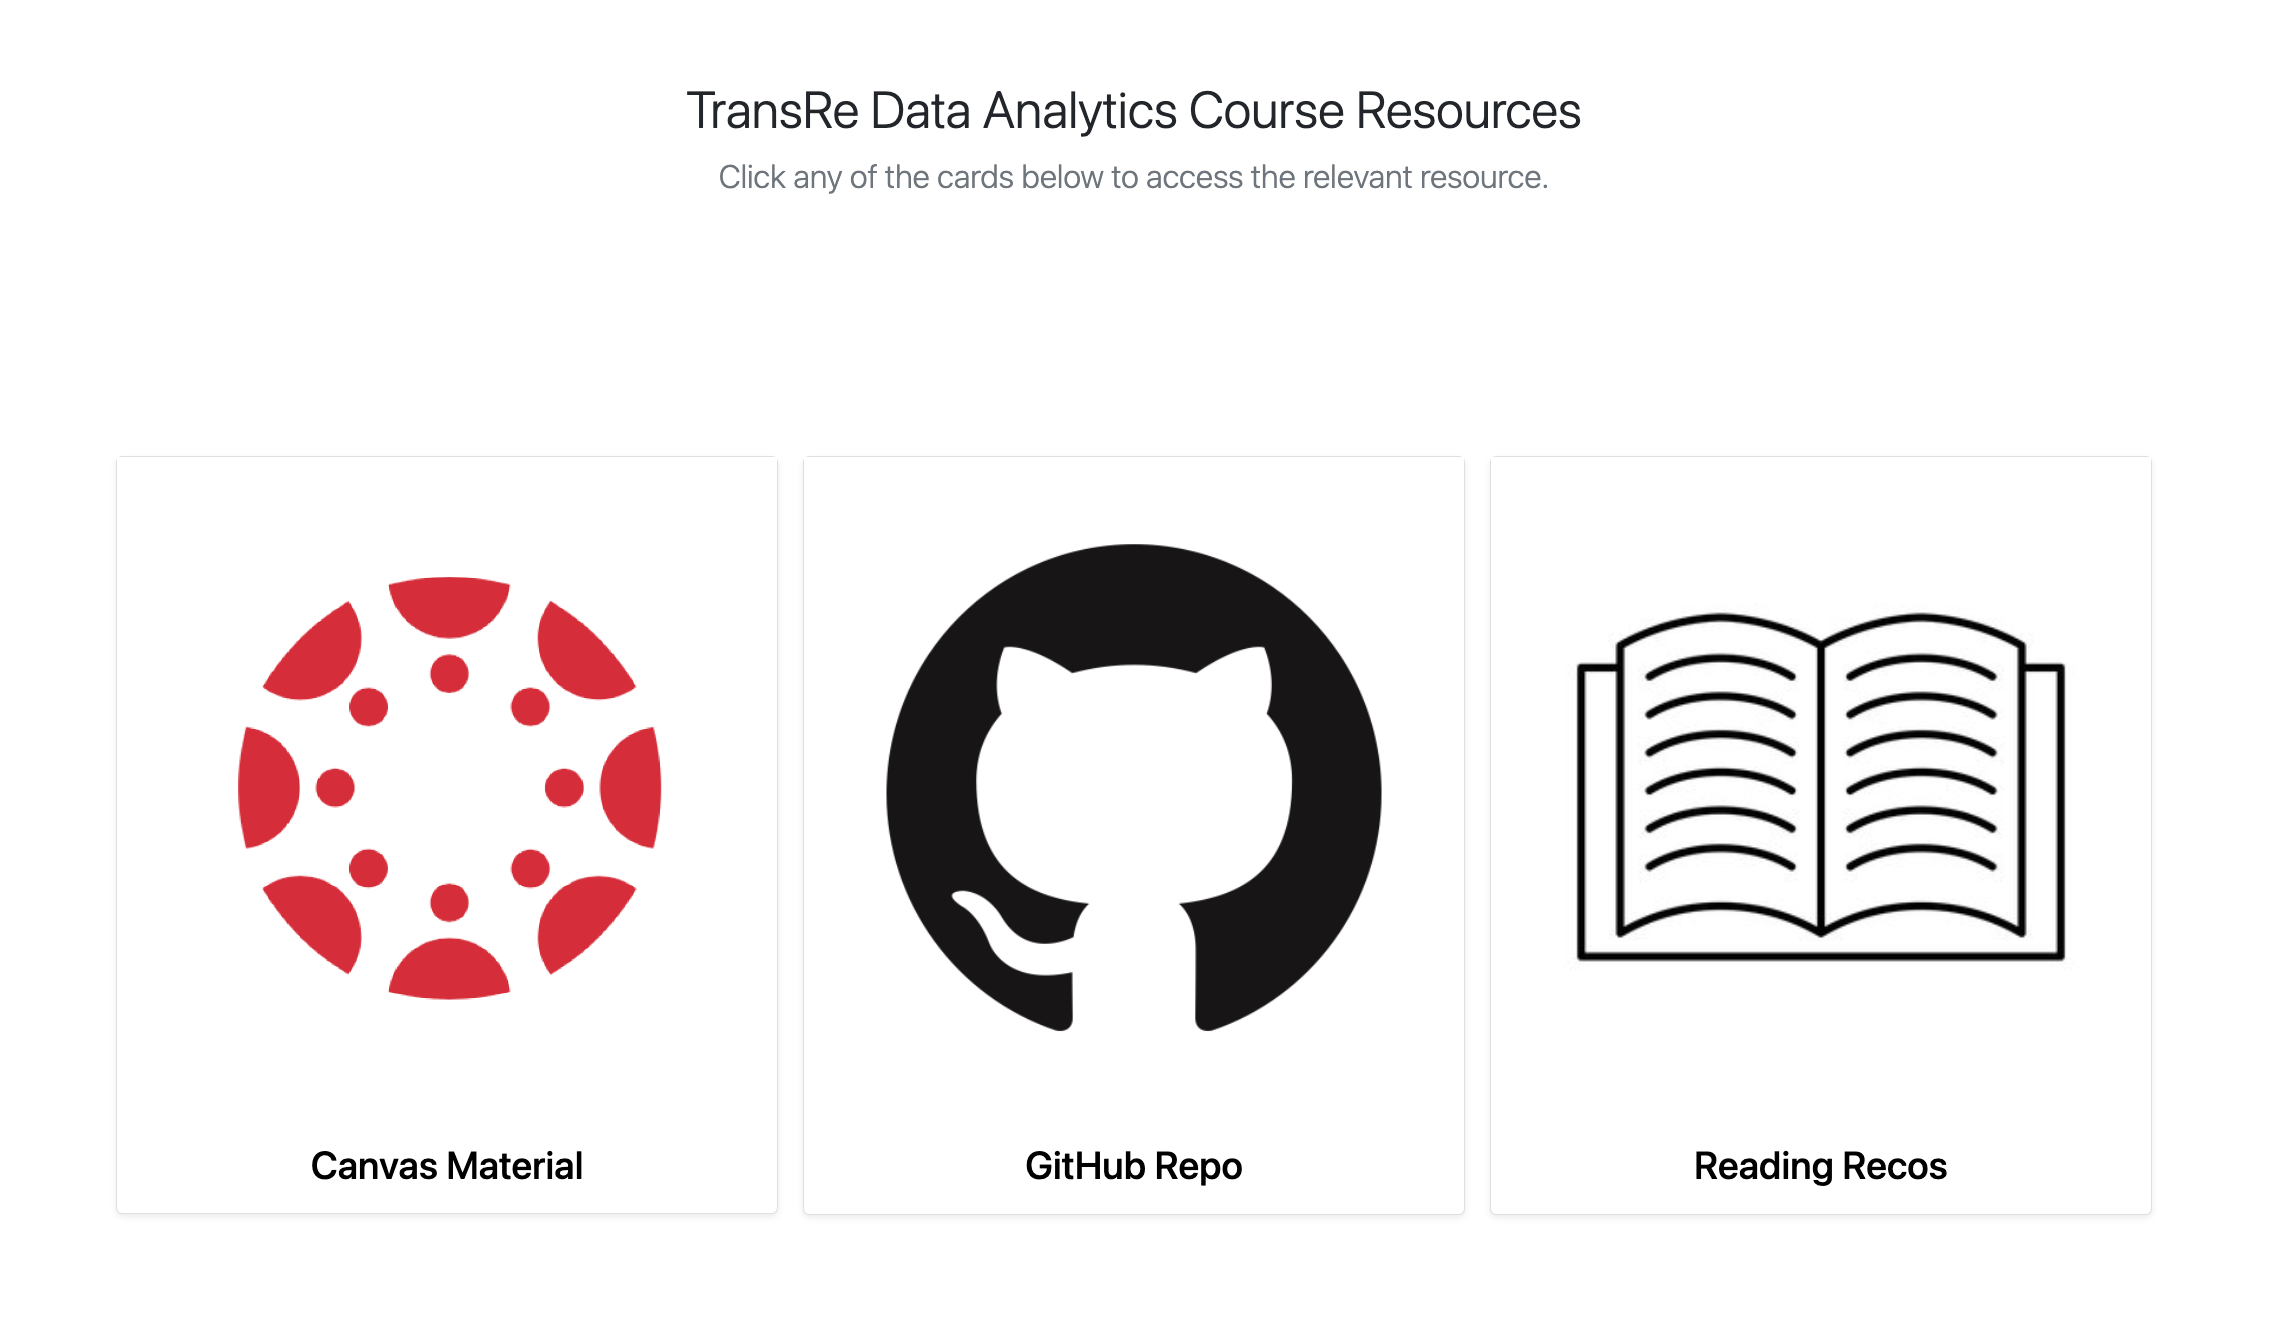 TransRe Data Analytics Course Resources
Click any of the cards below to access the relevant resource.
Canvas Material
GitHub Repo
Reading Recos